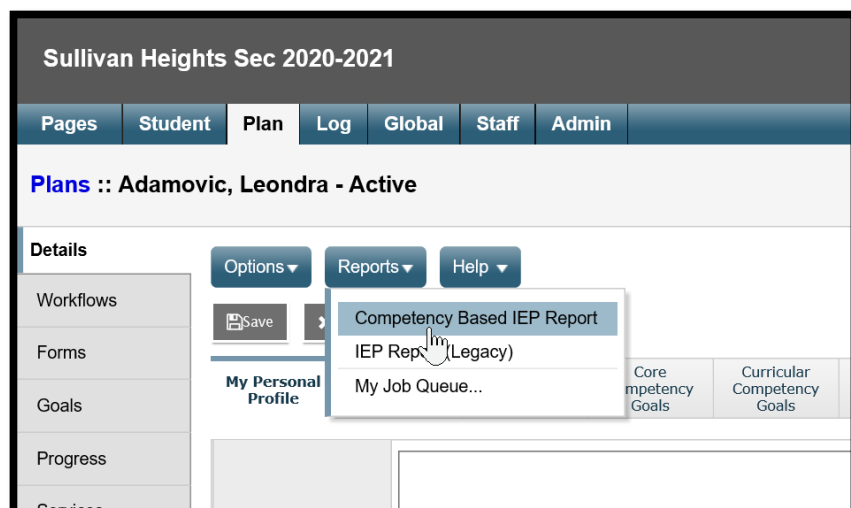 Sullivan Heights Sec 2020-2021
Pages Student Plan Log Global Staff Admin
Plans :: Adamovic, Leondra - Active
Details
Workflows
Forms
Goals
Progress
Options Reports Help
Save
Competency Based IEP Report
IEP (Legacy)
My Job Queue...
My Personal
Profile
Core
Goals
Curricular
Competency
Goals